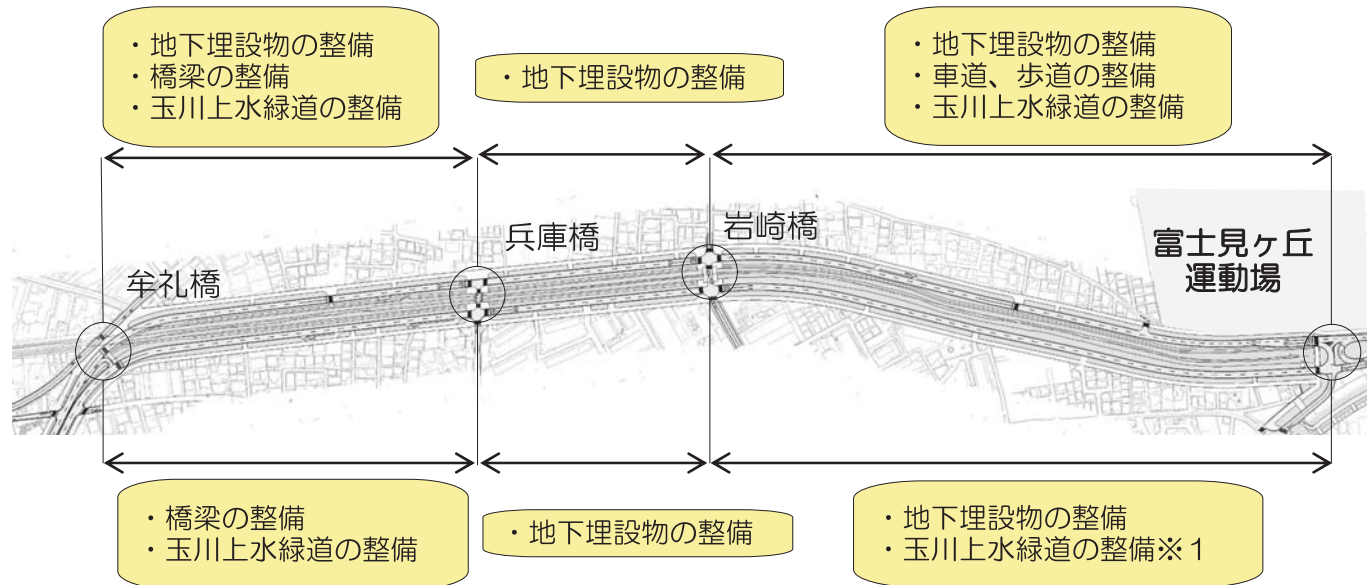 ・地下埋設物の整備
・橋梁の整備
・玉川上水緑道の整備
・地下埋設物の整備
・地下埋設物の整備
・車道、歩道の整備
・玉川上水緑道の整備
牟礼橋
兵庫橋
岩崎橋
富士見ヶ丘
運動場
・橋梁の整備
・玉川上水緑道の整備
・地下埋設物の整備
・地下埋設物の整備
・玉川上水緑道の整備※1